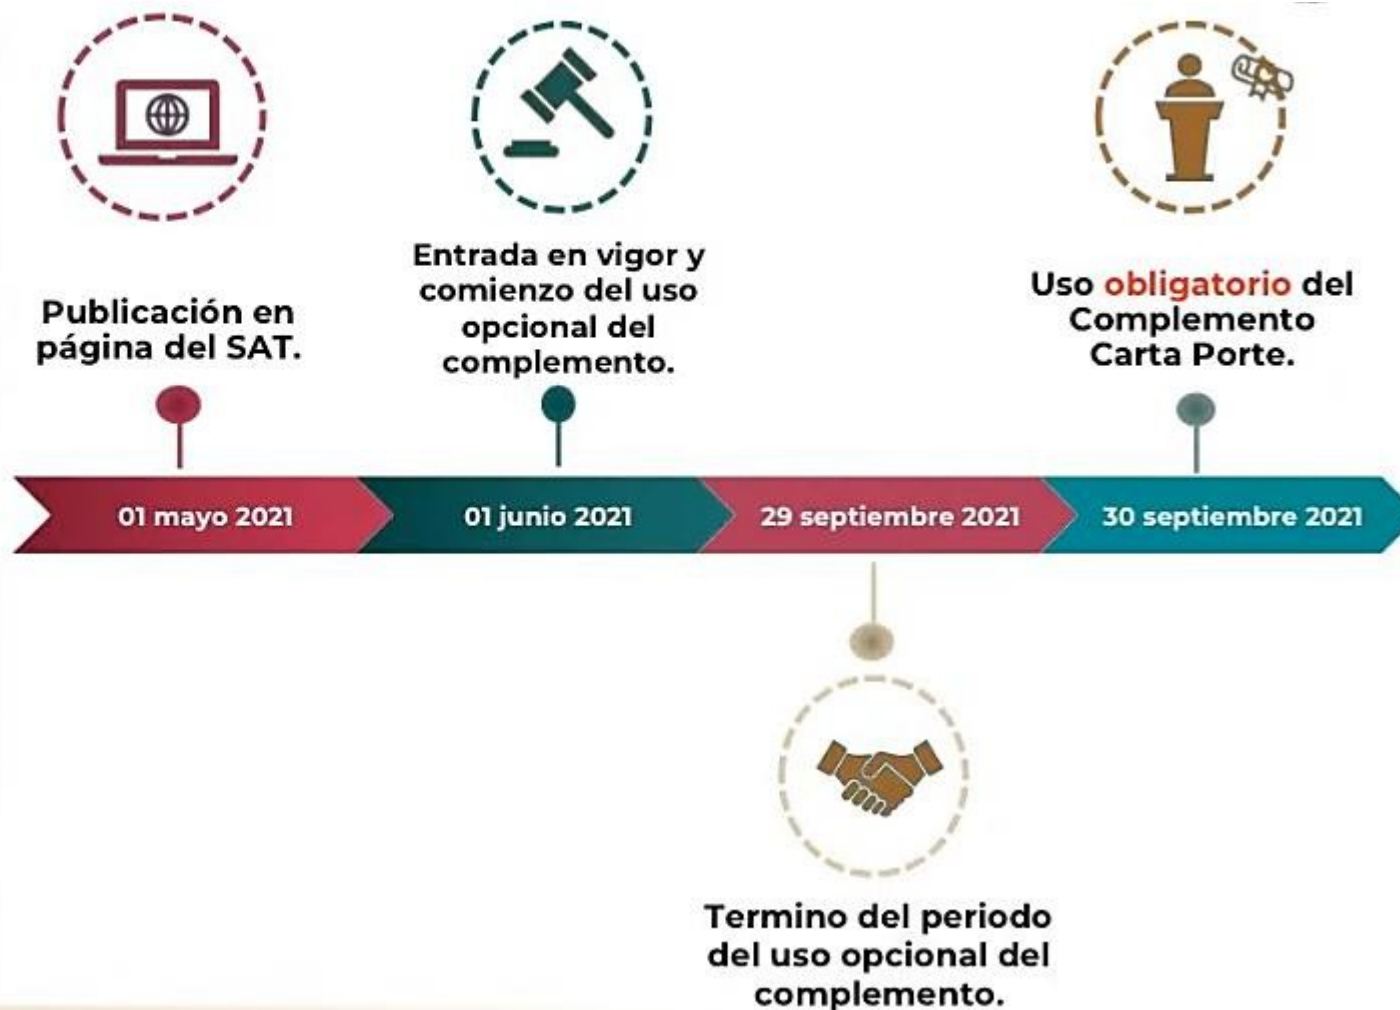 Publicación en
página del SAT.
Entrada en vigor y
comienzo del uso
opcional del
complemento.
Uso obligatorio del
Complemento
Carta Porte.
01 mayo 2021
01 junio 2021
29 septiembre 2021
30 septiembre 2021
Termino del periodo
del uso opcional del
complemento.